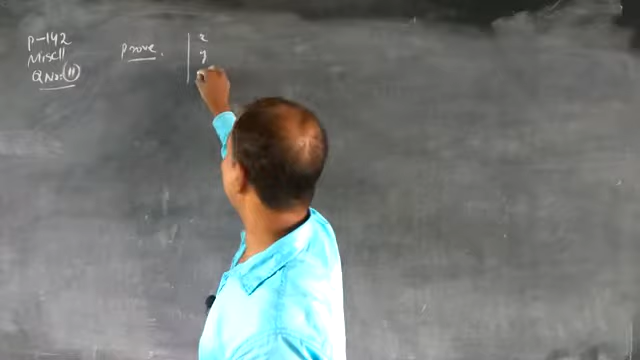 P-142
Miscll
Q No: 11
Prove.
x
y